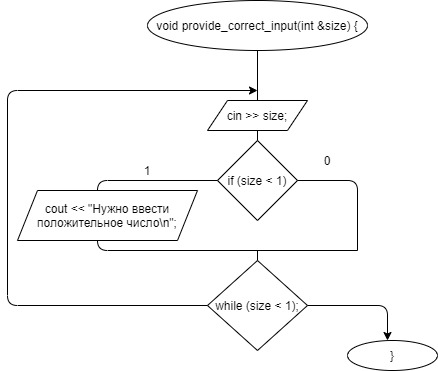 void provide_correct_input(int &size) {
cin >> size;
1
0
if (size < 1)
cout << "Нужно ввести
положительное число\n";
while (size < 1);
}